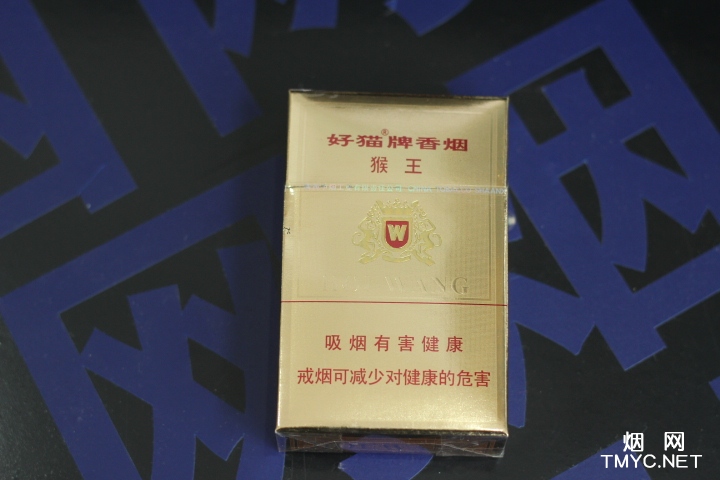 好猫®牌香烟
猴王
W
WANG
吸烟有害健康
戒烟可减少对健康的危害
烟 网
TMYC.NET